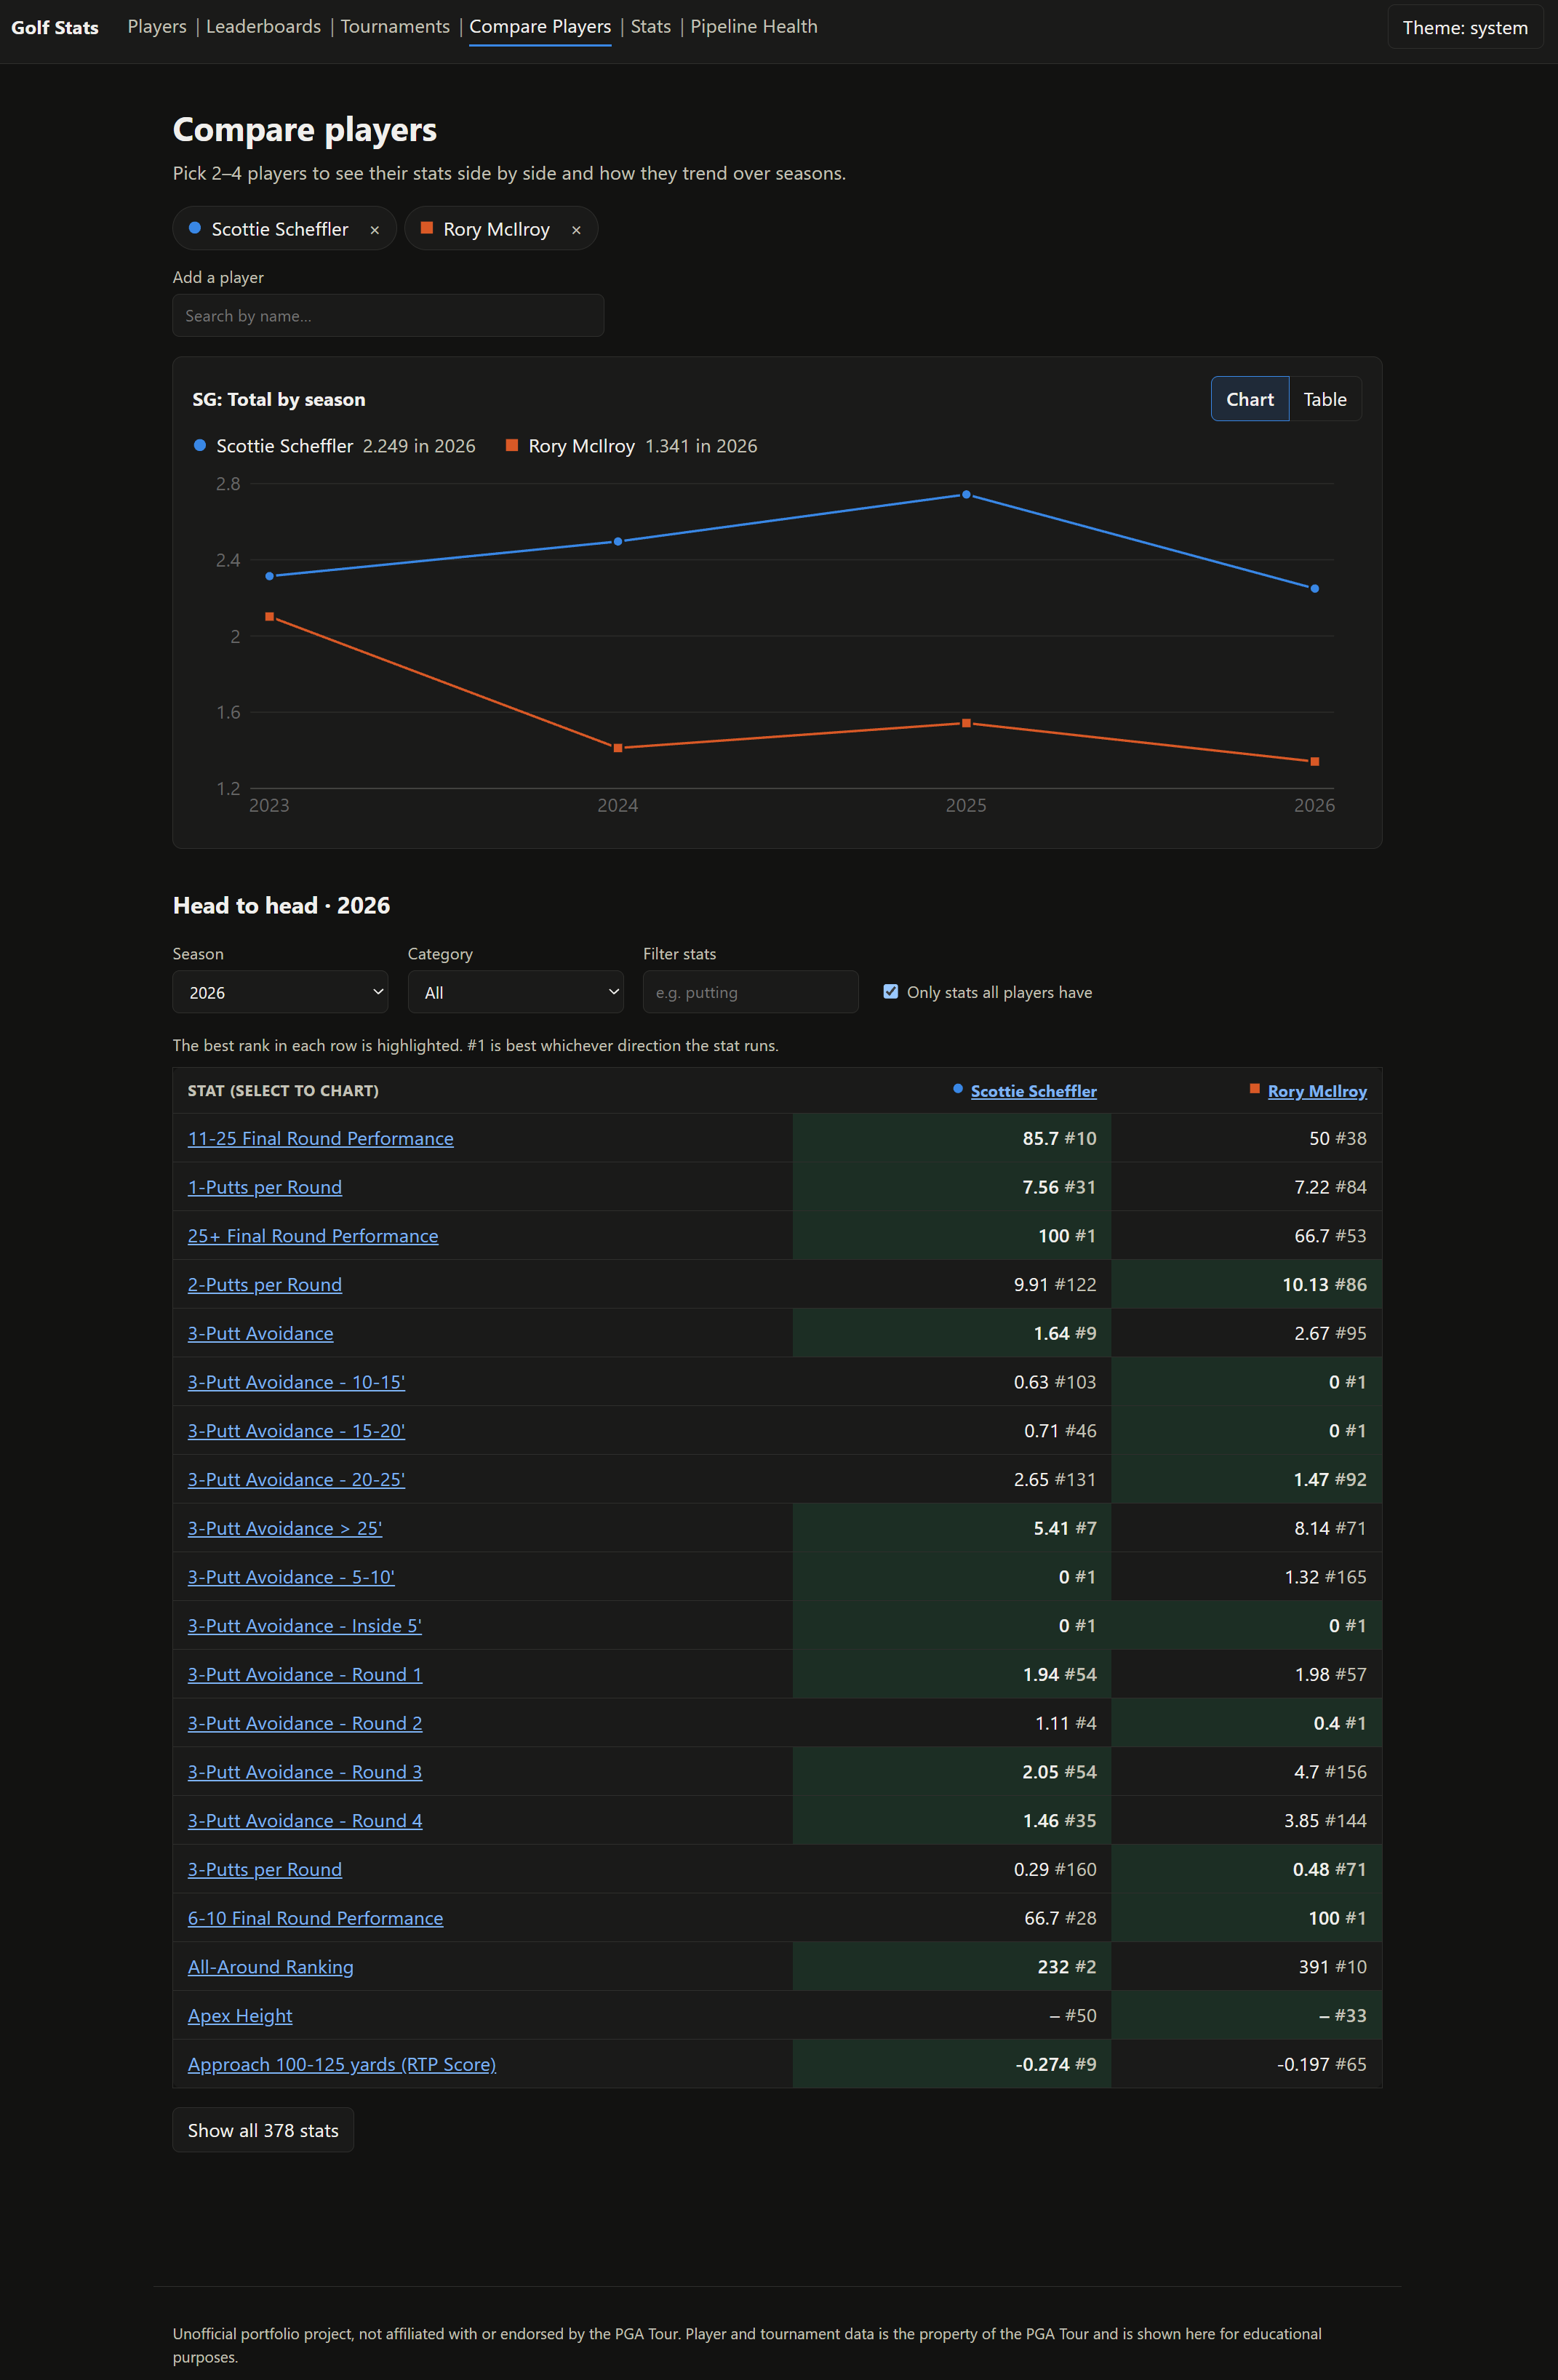 Golf Stats Players | Leaderboards | Tournaments | Compare Players | Stats | Pipeline Health Theme: system
Compare players
Pick 2–4 players to see their stats side by side and how they trend over seasons.
Scottie Scheffler × Rory McIlroy ×
Add a player
Search by name...
SG: Total by season Chart Table
Scottie Scheffler 2.249 in 2026 Rory McIlroy 1.341 in 2026
2.8
2.4
2
1.6
1.2
2023 2024 2025 2026
Head to head · 2026
Season Category Filter stats
2026 All e.g. putting Only stats all players have
The best rank in each row is highlighted. #1 is best whichever direction the stat runs.
STAT (SELECT TO CHART) Scottie Scheffler Rory McIlroy
11-25 Final Round Performance 85.7 #10 50 #38
1-Putts per Round 7.56 #31 7.22 #84
25+ Final Round Performance 100 #1 66.7 #53
2-Putts per Round 9.91 #122 10.13 #86
3-Putt Avoidance 1.64 #9 2.67 #95
3-Putt Avoidance - 10-15' 0.63 #103 0 #1
3-Putt Avoidance - 15-20' 0.71 #46 0 #1
3-Putt Avoidance - 20-25' 2.65 #131 1.47 #92
3-Putt Avoidance > 25' 5.41 #7 8.14 #71
3-Putt Avoidance - 5-10' 0 #1 1.32 #165
3-Putt Avoidance - Inside 5' 0 #1 0 #1
3-Putt Avoidance - Round 1 1.94 #54 1.98 #57
3-Putt Avoidance - Round 2 1.11 #4 0.4 #1
3-Putt Avoidance - Round 3 2.05 #54 4.7 #156
3-Putt Avoidance - Round 4 1.46 #35 3.85 #144
3-Putts per Round 0.29 #160 0.48 #71
6-10 Final Round Performance 66.7 #28 100 #1
All-Around Ranking 232 #2 391 #10
Apex Height – #50 – #33
Approach 100-125 yards (RTP Score) -0.274 #9 -0.197 #65
Show all 378 stats
Unofficial portfolio project, not affiliated with or endorsed by the PGA Tour. Player and tournament data is the property of the PGA Tour and is shown here for educational
purposes.